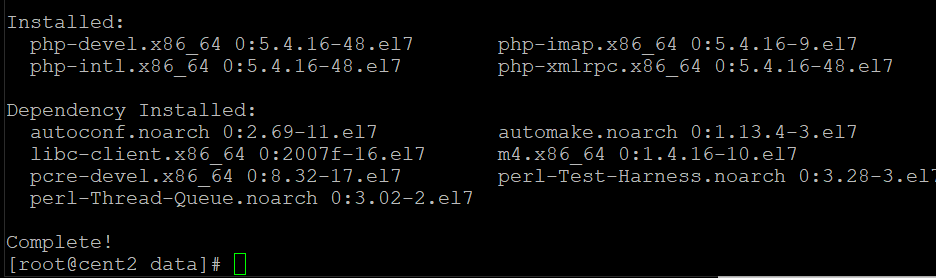 Installed:
php-devel.x86_64 0:5.4.16-48.el7 php-imap.x86_64 0:5.4.16-9.el7
php-intl.x86_64 0:5.4.16-48.el7 php-xmlrpc.x86_64 0:5.4.16-48.el7
Dependency Installed:
autoconf.noarch 0:2.69-11.el7 automake.noarch 0:1.13.4-3.el7
libc-client.x86_64 0:2007f-16.el7 m4.x86_64 0:1.4.16-10.el7
pcre-devel.x86_64 0:8.32-17.el7 perl-Test-Harness.noarch 0:3.28-3.el7
perl-Thread-Queue.noarch 0:3.02-2.el7
Complete!
[root@cent2 data]#